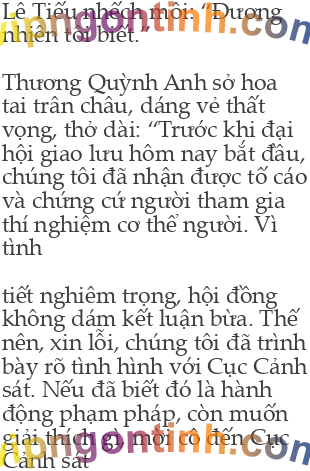 Lê Tiếu nhếch môi: “Đương
nhiên tôi biết.”
Thương Quỳnh Anh sở hoa
tai trân châu, dáng vẻ thất
vọng, thở dài: “Trước khi đại
hội giao lưu hôm nay bắt đầu,
chúng tôi đã nhận được tố cáo
và chứng cứ người tham gia
thí nghiệm cơ thể người. Vì
tình
tiết nghiêm trọng, hội đồng
không dám kết luận bừa. Thế
nên, xin lỗi, chúng tôi đã trình
bày rõ tình hình với Cục Cảnh
sát. Nếu đã biết đó là hành
động phạm pháp, còn muốn
giải thích gì, mời cô đến Cục
Cảnh sát